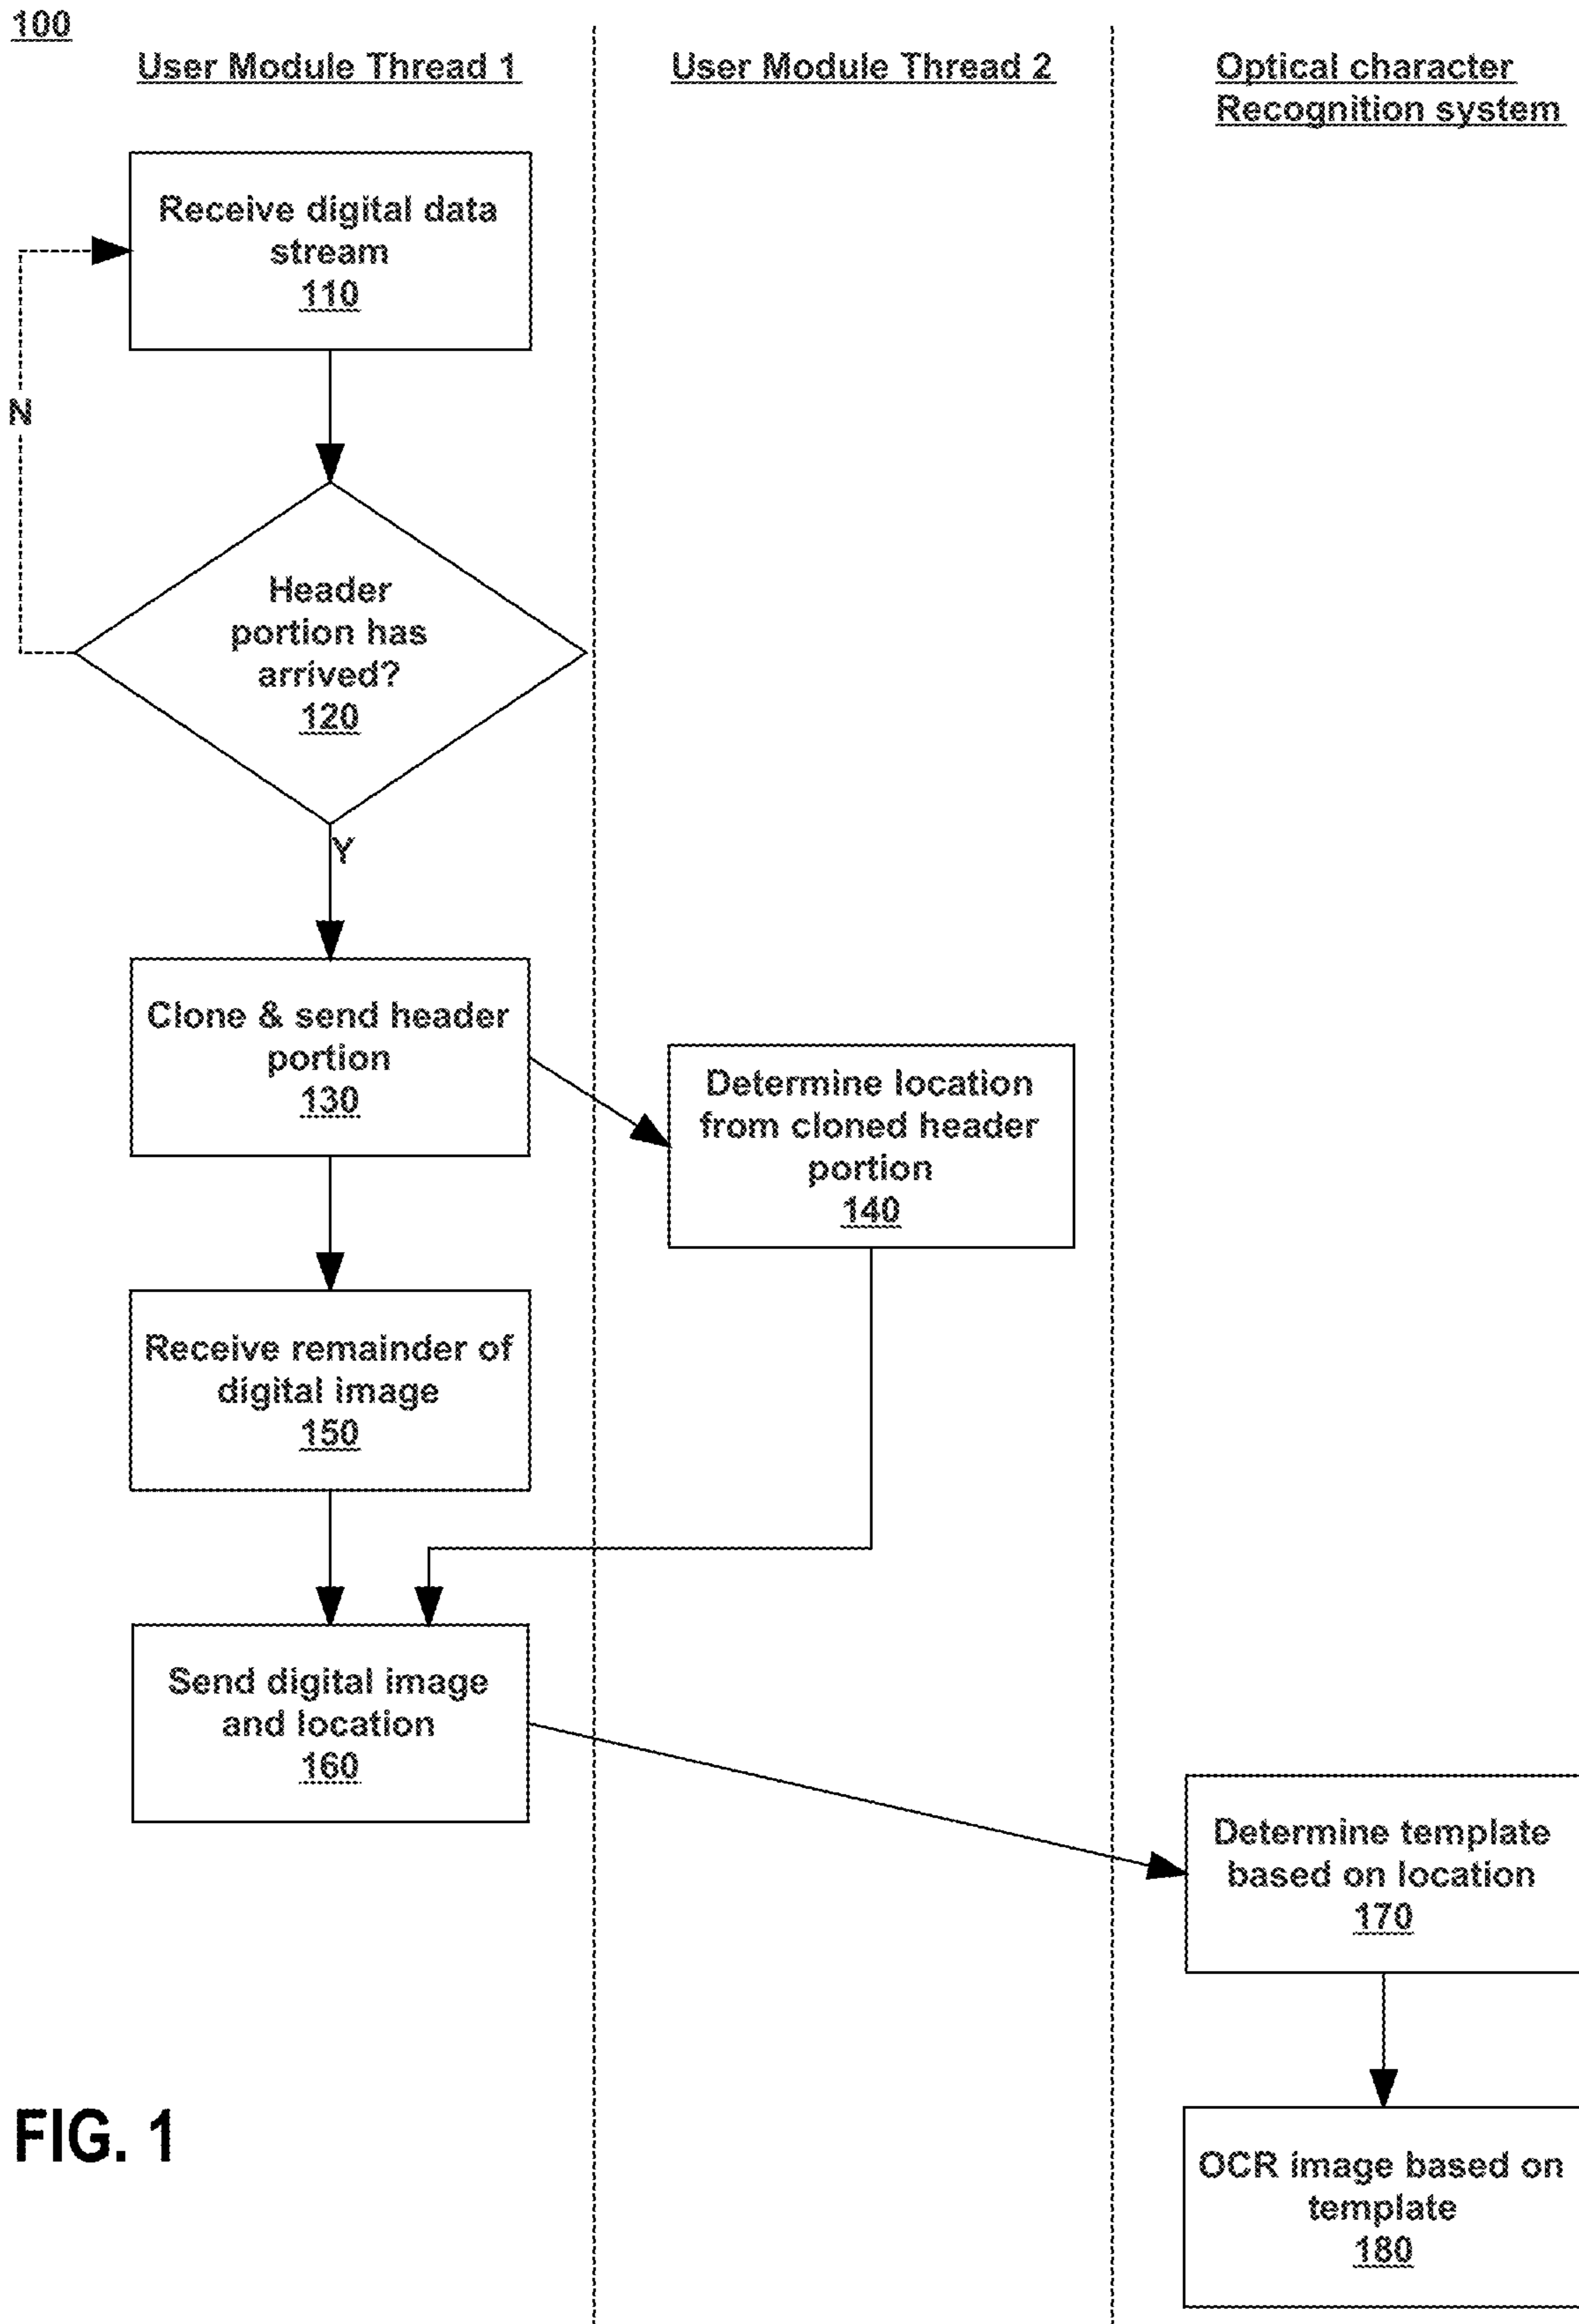 100
User Module Thread 1
User Module Thread 2
Optical character
Recognition system
Receive digital data
stream
110
N
Header
portion has
arrived?
120
Y
Clone & send header
portion
130
Determine location
from cloned header
portion
140
Receive remainder of
digital image
150
Send digital image
and location
160
Determine template
based on location
170
OCR image based on
template
180
FIG. 1